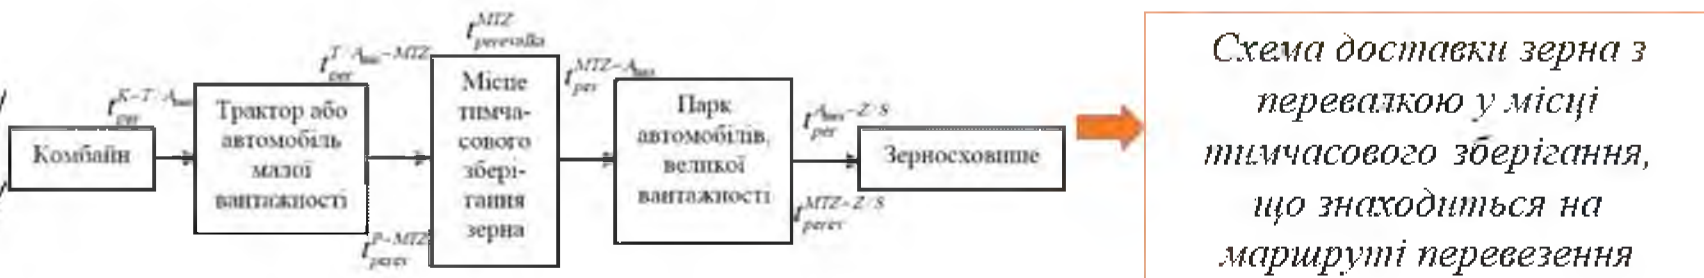 Комбайн
Трактор або
автомобіль
малої
вантажності
Місце
тимча-
сового
збері-
гання
зерна
Парк
автомобілів,
великої
вантажності
Зерносховище
Схема доставки зерна з
перевалкою у місці
тимчасового зберігання,
що знаходиться на
маршруті перевезення